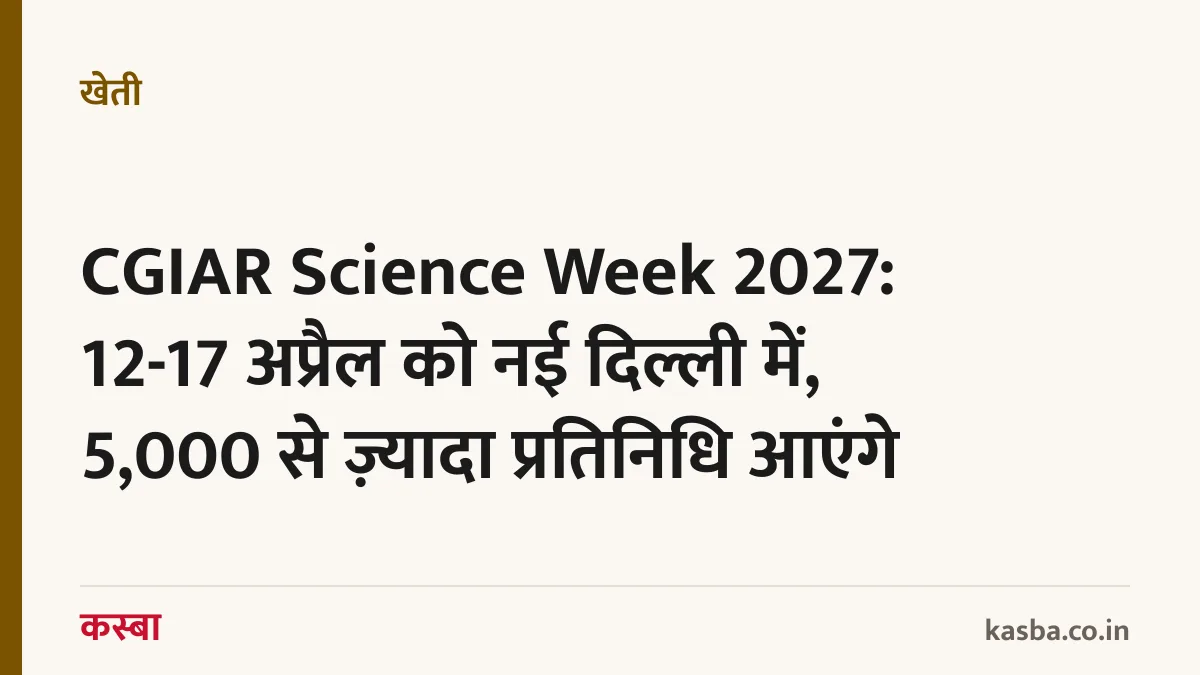 खेती
CGIAR Science Week 2027:
12-17 अप्रैल को नई दिल्ली में,
5,000 से ज़्यादा प्रतिनिधि आएंगे
कस्बा
kasba.co.in